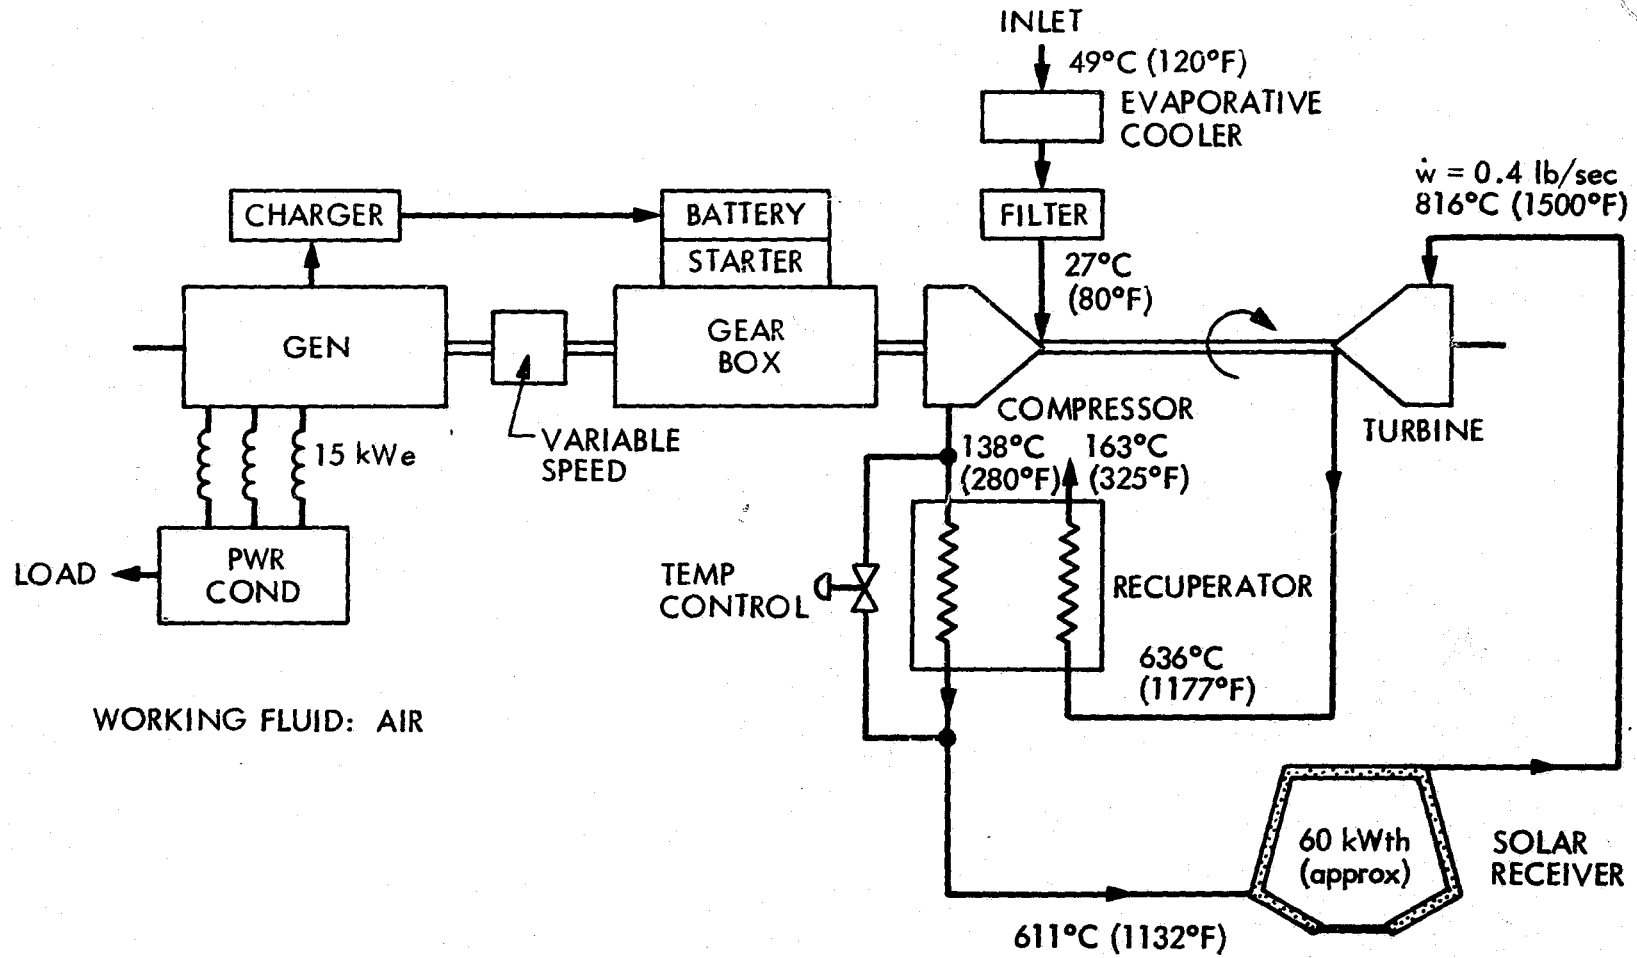 INLET
49°C (120°F)
EVAPORATIVE
COOLER
ẇ = 0.4 lb/sec
816°C (1500°F)
CHARGER
BATTERY
STARTER
FILTER
27°C
(80°F)
GEN
GEAR
BOX
COMPRESSOR
TURBINE
15 kWe
VARIABLE
SPEED
138°C
(280°F)
163°C
(325°F)
LOAD
PWR
COND
TEMP
CONTROL
RECUPERATOR
636°C
(1177°F)
WORKING FLUID: AIR
60 kWth
(approx)
SOLAR
RECEIVER
611°C (1132°F)